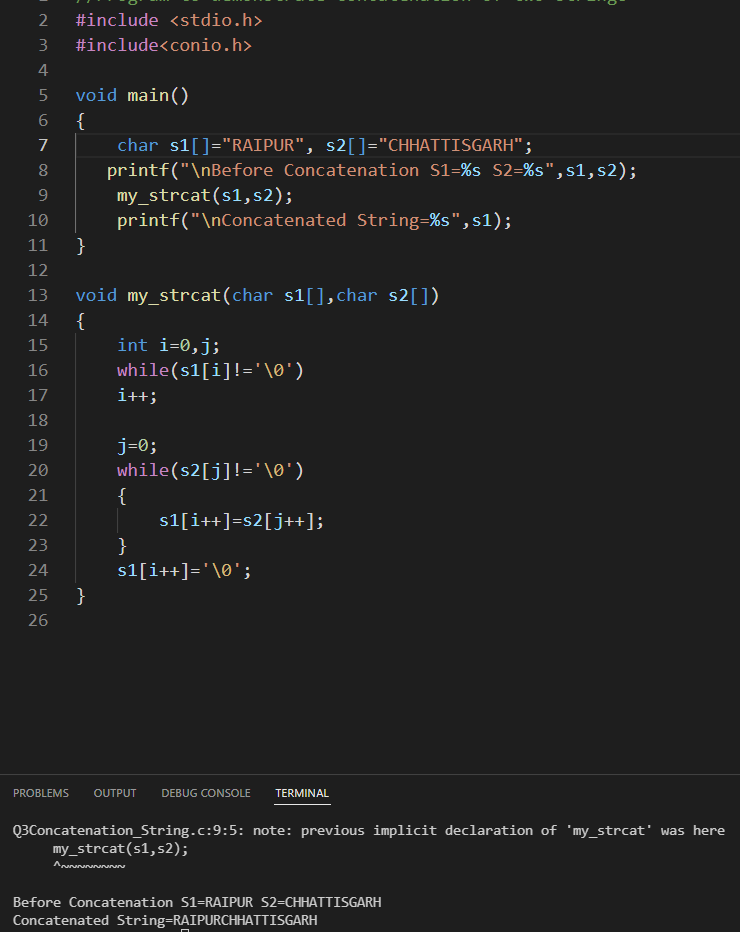 2 #include <stdio.h>
3 #include<conio.h>
4
5 void main()
6 {
7     char s1[]="RAIPUR", s2[]="CHHATTISGARH";
8    printf("\nBefore Concatenation S1=%s S2=%s",s1,s2);
9     my_strcat(s1,s2);
10     printf("\nConcatenated String=%s",s1);
11 }
12
13 void my_strcat(char s1[],char s2[])
14 {
15     int i=0,j;
16     while(s1[i]!='\0')
17     i++;
18
19     j=0;
20     while(s2[j]!='\0')
21     {
22         s1[i++]=s2[j++];
23     }
24     s1[i++]='\0';
25 }
26
PROBLEMS OUTPUT DEBUG CONSOLE TERMINAL
Q3Concatenation_String.c:9:5: note: previous implicit declaration of 'my_strcat' was here
     my_strcat(s1,s2);
     ^~~~~~~~~
Before Concatenation S1=RAIPUR S2=CHHATTISGARH
Concatenated String=RAIPURCHHATTISGARH